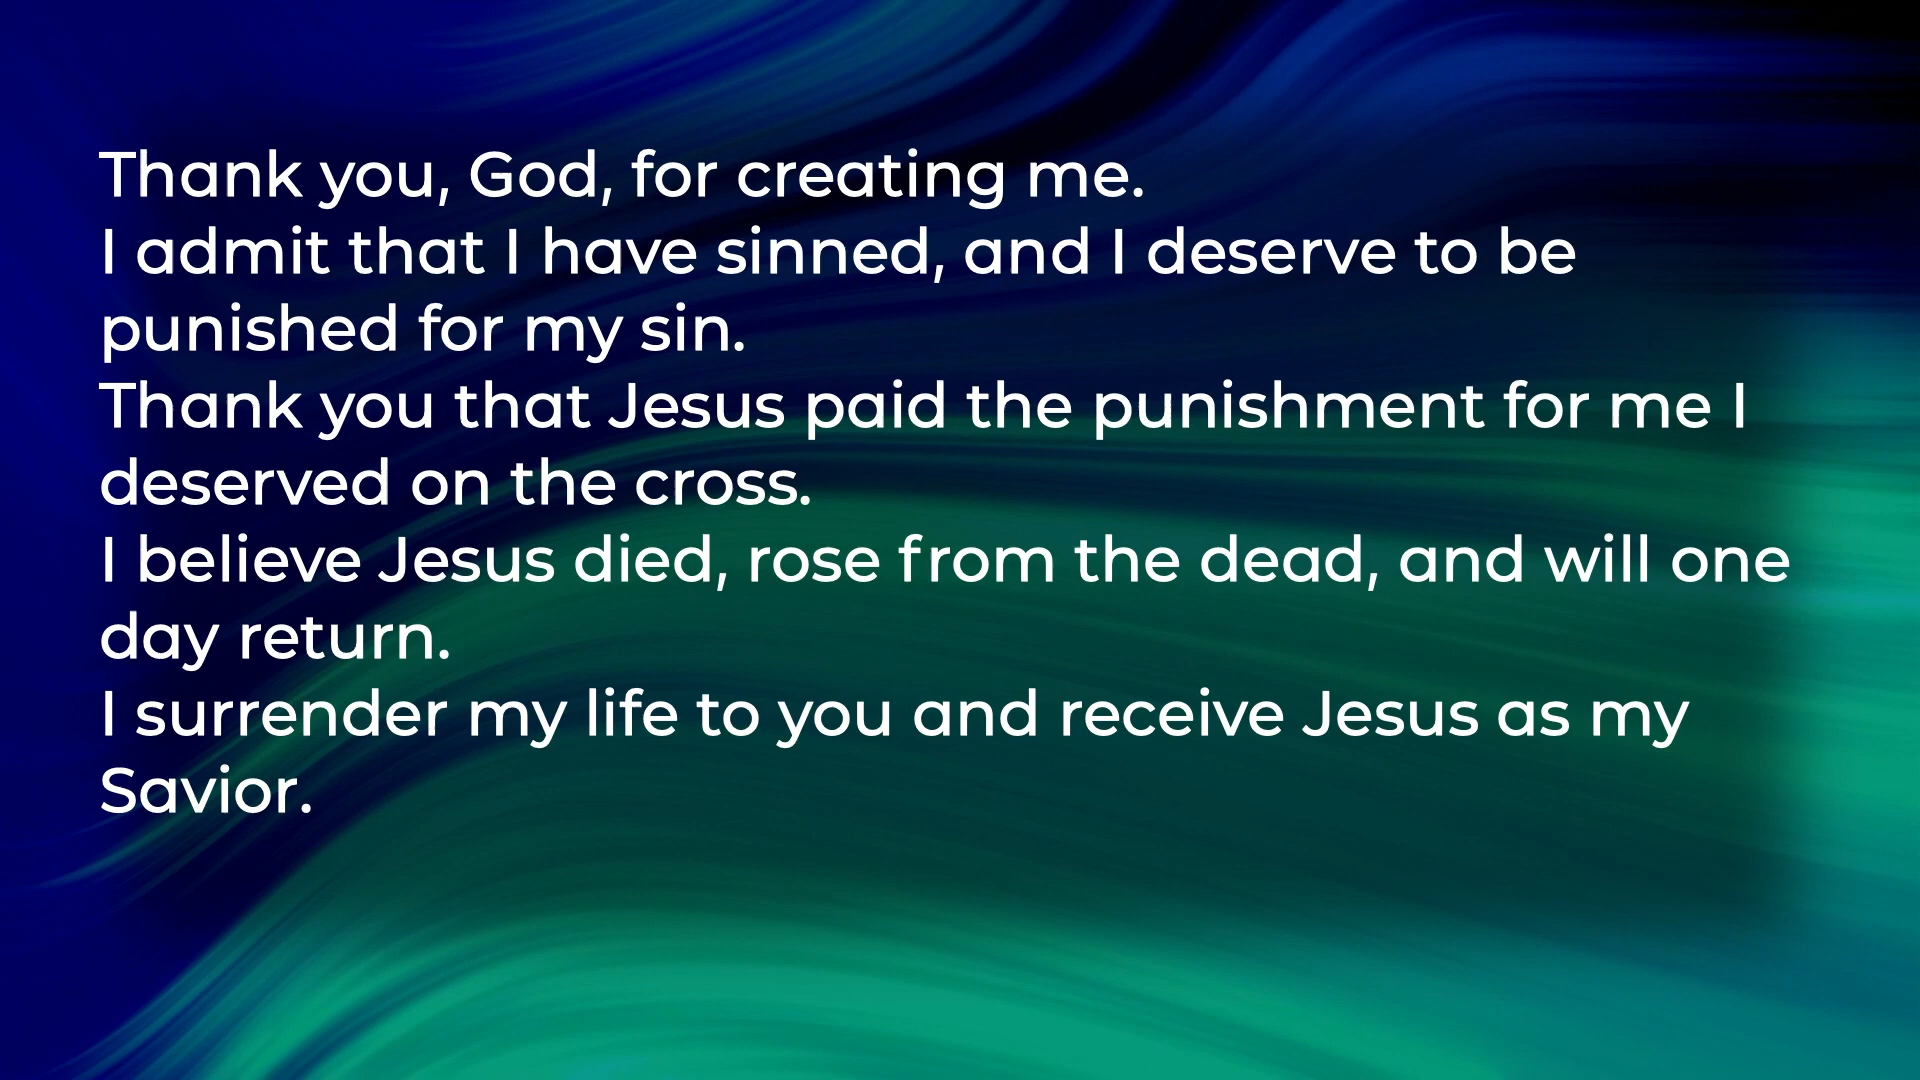 Thank you, God, for creating me.
I admit that I have sinned, and I deserve to be
punished for my sin.
Thank you that Jesus paid the punishment for me I
deserved on the cross.
I believe Jesus died, rose from the dead, and will one
day return.
I surrender my life to you and receive Jesus as my
Savior.